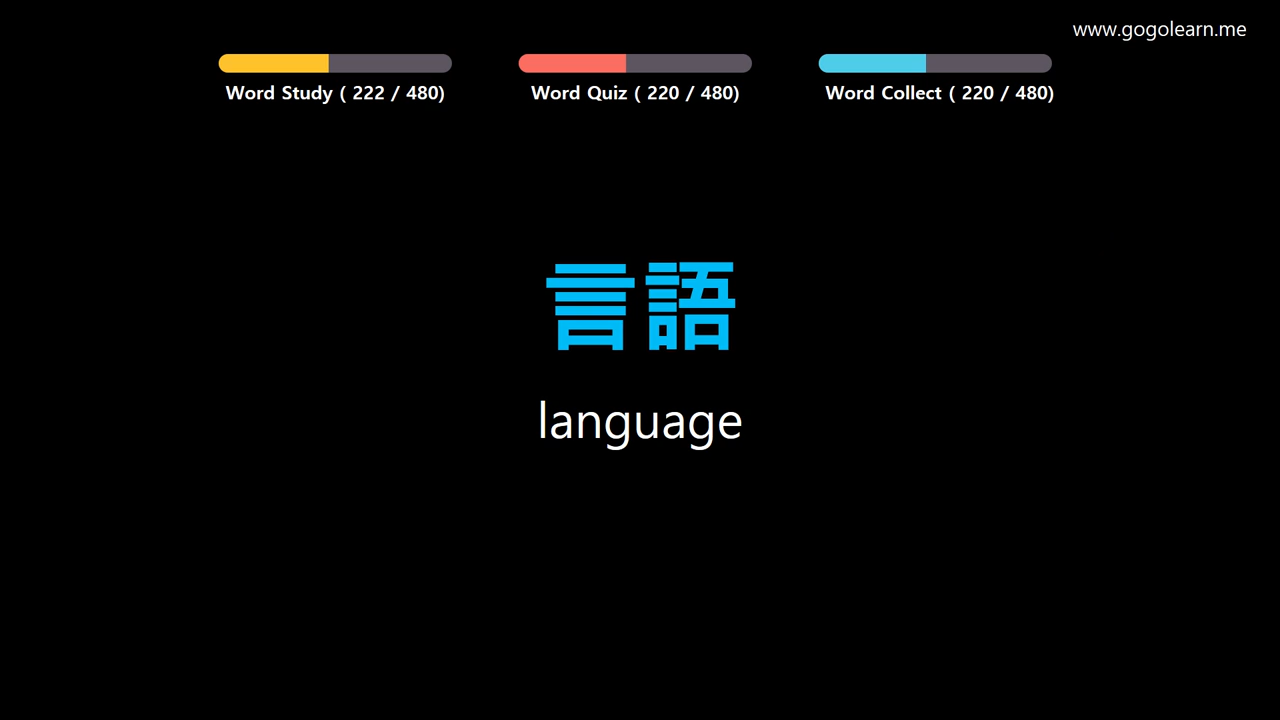 www.gogolearn.me
Word Study ( 222 / 480)
Word Quiz ( 220 / 480)
Word Collect ( 220 / 480)
言語
language